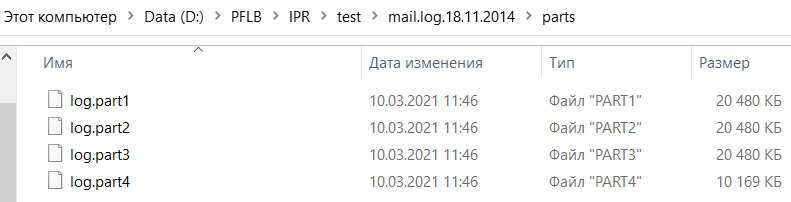 Этот компьютер > Data (D:) > PFLB > IPR > test > mail.log.18.11.2014 > parts
Имя Дата изменения Тип Размер
log.part1 10.03.2021 11:46 Файл "PART1" 20 480 КБ
log.part2 10.03.2021 11:46 Файл "PART2" 20 480 КБ
log.part3 10.03.2021 11:46 Файл "PART3" 20 480 КБ
log.part4 10.03.2021 11:46 Файл "PART4" 10 169 КБ